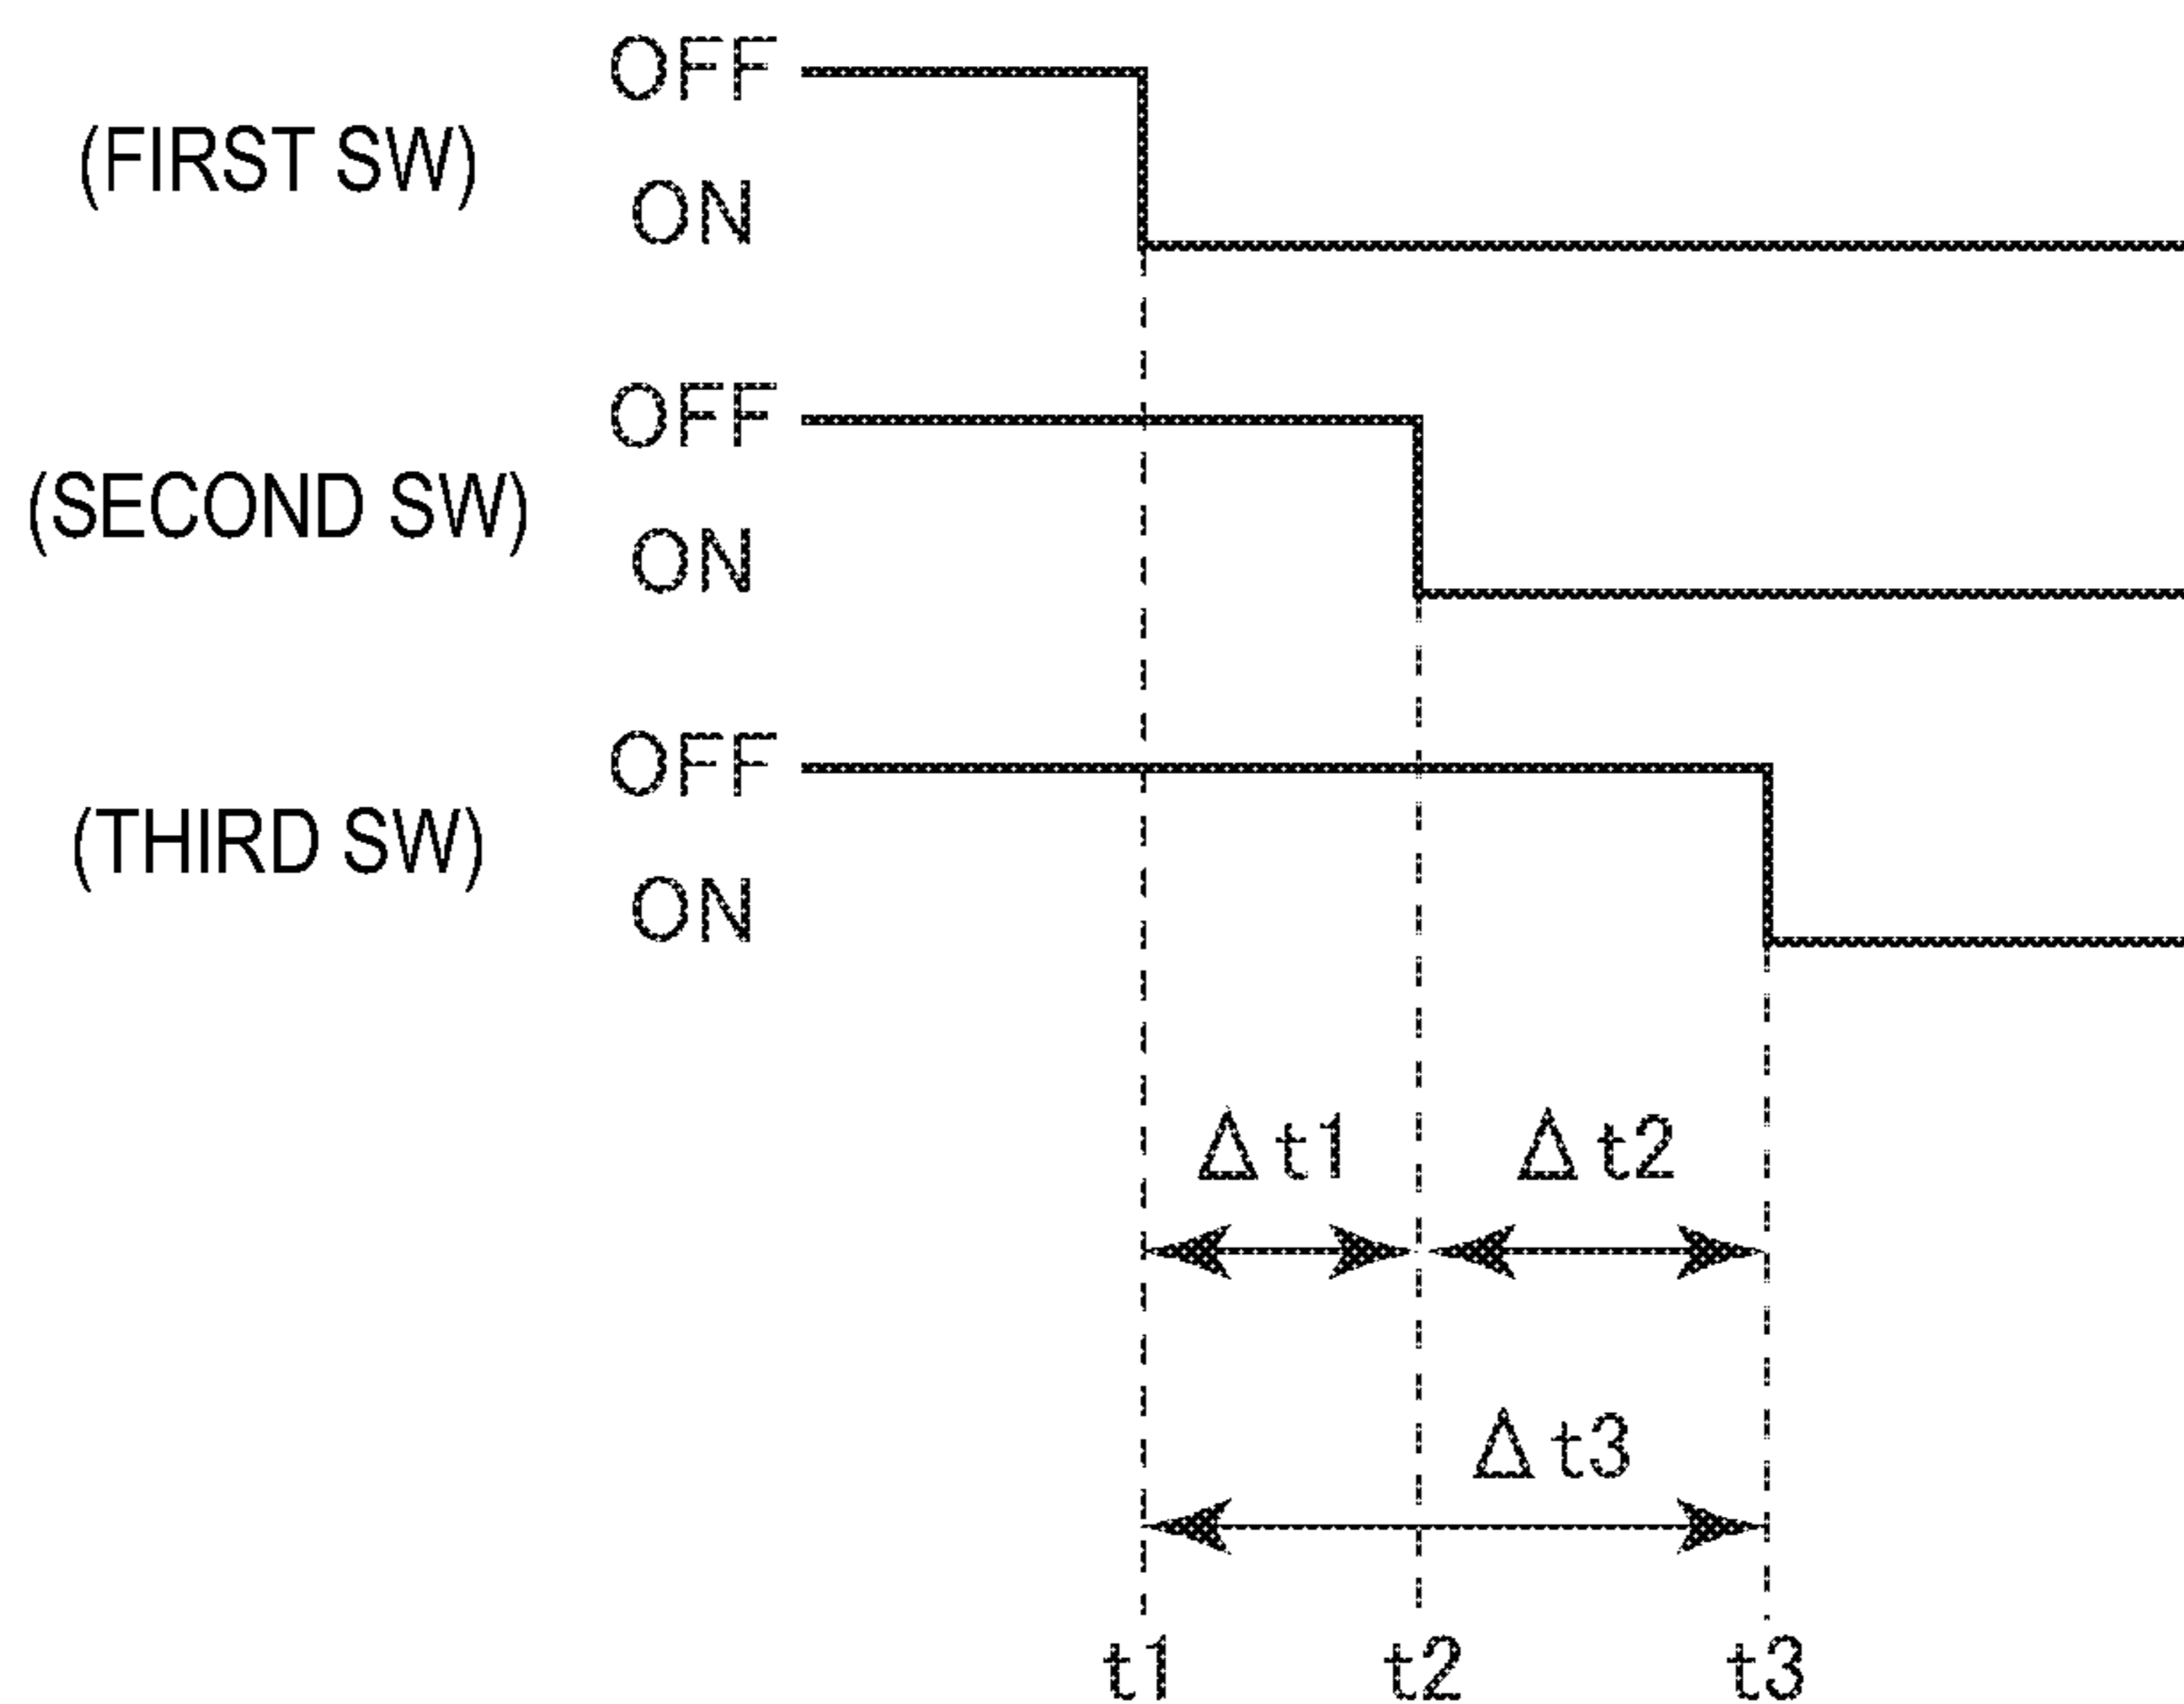 OFF
(FIRST SW)
ON
OFF
(SECOND SW)
ON
OFF
(THIRD SW)
ON
Δt1 Δt2
Δt3
t1 t2 t3